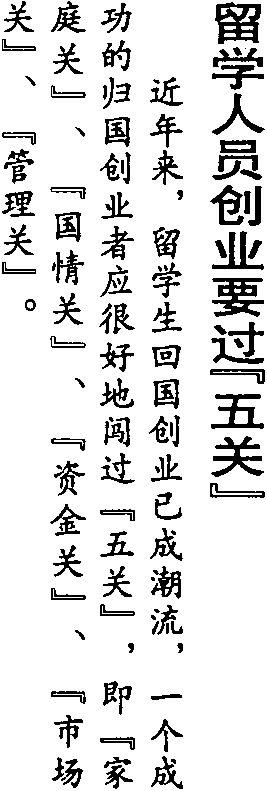 留学人员创业要过『五关』
近年来，留学生回国创业已成潮流，一个成
功的归国创业者应很好地闯过『五关』，即『家
庭关』、『国情关』、『资金关』、『市场
关』、『管理关』。